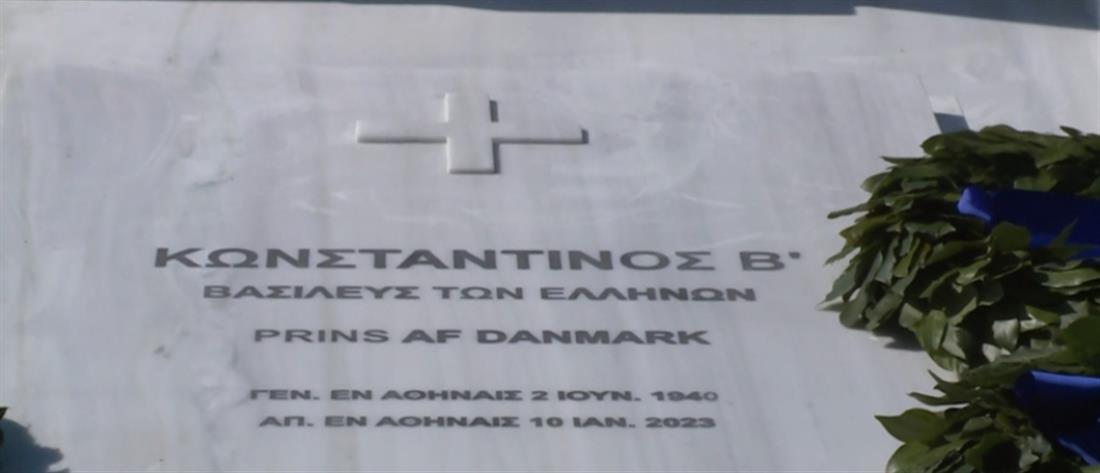 ΚΩΝΣΤΑΝΤΙΝΟΣ Β'
ΒΑΣΙΛΕΥΣ ΤΩΝ ΕΛΛΗΝΩΝ
PRINS AF DANMARK
ΓΕΝ. ΕΝ ΑΘΗΝΑΙΣ 2 ΙΟΥΝ. 1940
ΑΠ. ΕΝ ΑΘΗΝΑΙΣ 10 ΙΑΝ. 2023